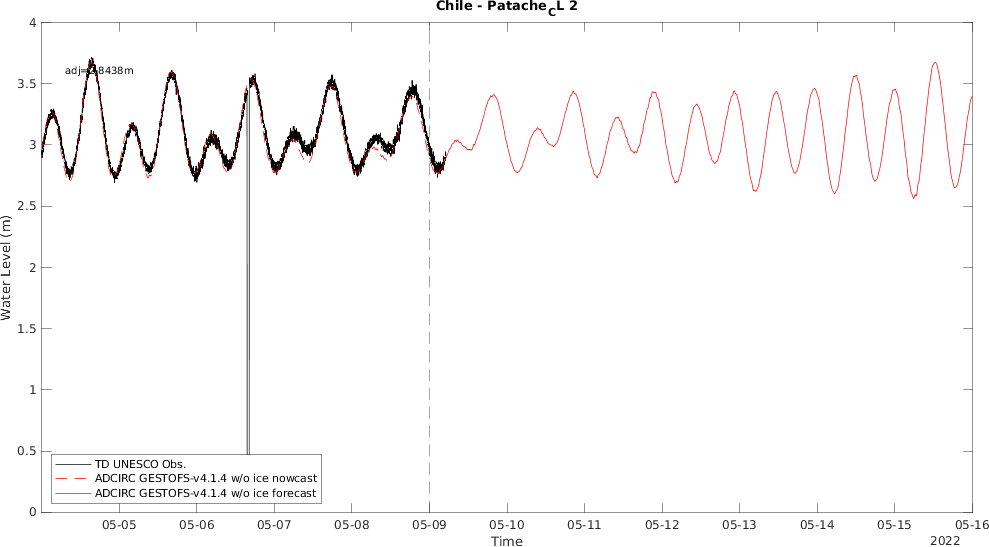 Chile - PatacheCL 2
4
adj=
8438m
3.5
3
2.5
2
1.5
1
0.5
0
Water Level (m)
TD UNESCO Obs.
ADCIRC GESTOFS-v4.1.4 w/o ice nowcast
ADCIRC GESTOFS-v4.1.4 w/o ice forecast
05-05 05-06 05-07 05-08 05-09 05-10 05-11 05-12 05-13 05-14 05-15 05-16
Time
2022